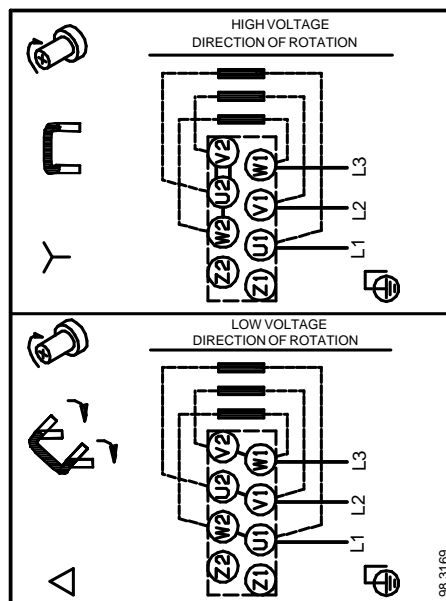 HIGH VOLTAGE
DIRECTION OF ROTATION
V2
W1
L3
U2
V1
L2
W2
U1
L1
Z2
Z1
LOW VOLTAGE
DIRECTION OF ROTATION
V2
W1
L3
U2
V1
L2
W2
U1
L1
Z2
Z1
98.3169